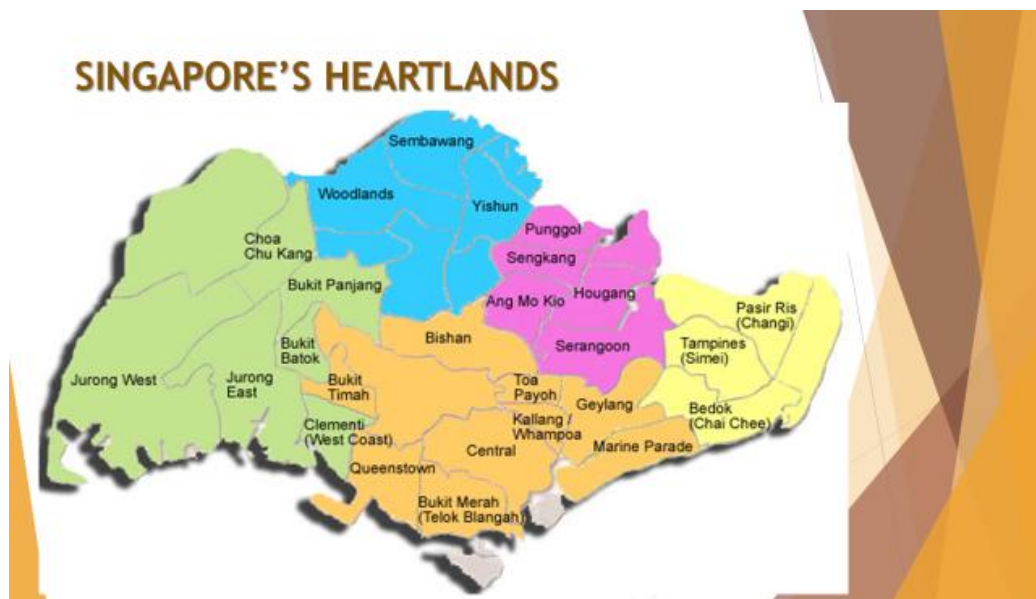 SINGAPORE'S HEARTLANDS
Sembawang
Woodlands
Yishun
Punggol
Choa
Chu Kang
Sengkang
Bukit Panjang
Ang Mo Kio
Hougang
Pasir Ris
(Changi)
Bishan
Serangoon
Tampines
(Simei)
Bukit
Batok
Jurong West
Jurong
East
Bukit
Timah
Toa
Payoh
Geylang
Bedok
(Chai Chee)
Kallang /
Whampoa
Clementi
(West Coast)
Marine Parade
Central
Queenstown
Bukit Merah
(Telok Blangah)